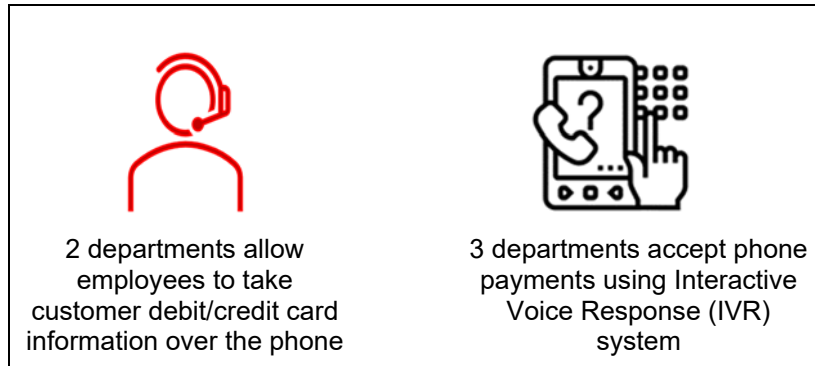 2 departments allow
employees to take
customer debit/credit card
information over the phone
3 departments accept phone
payments using Interactive
Voice Response (IVR)
system